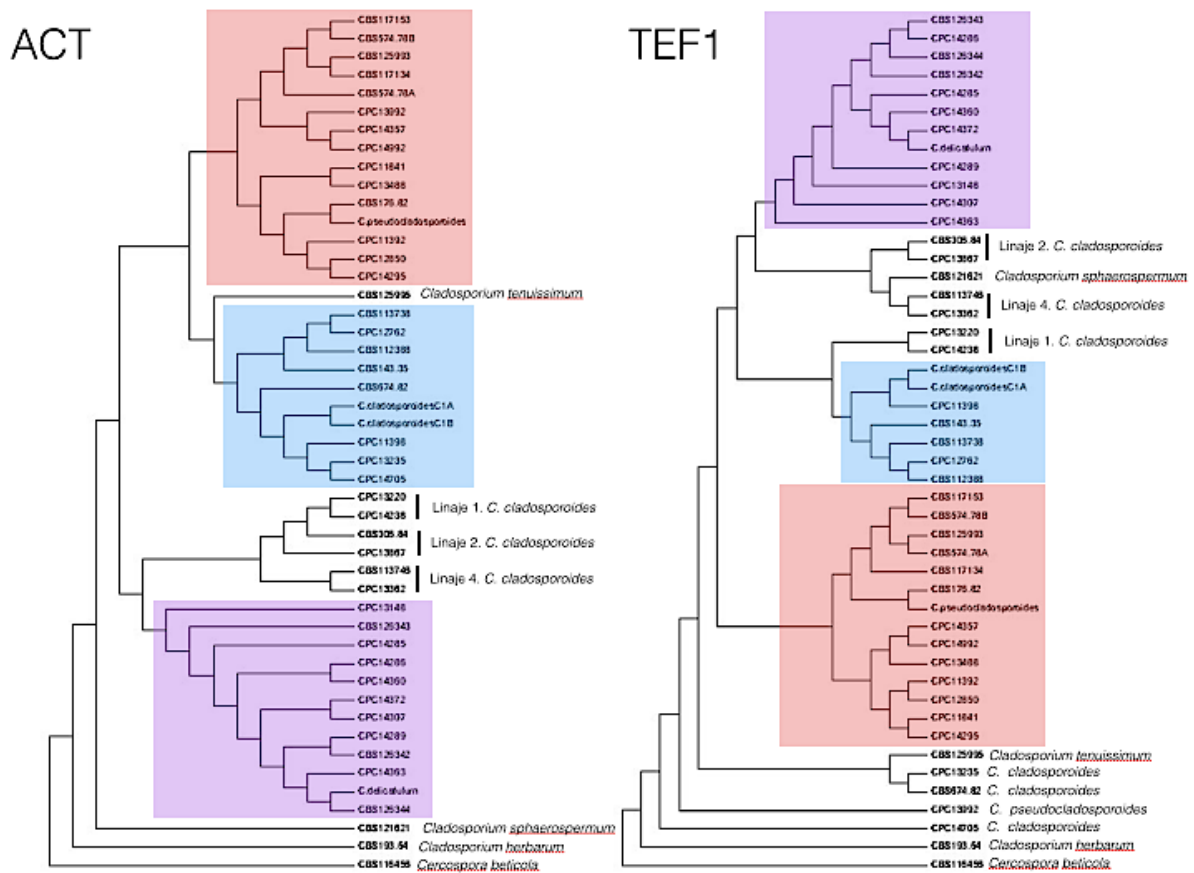 ACT
CBS117153
CBS574.78B
CBS125993
CBS117134
CBS574.78A
CPC13992
CPC14357
CPC14992
CPC11841
CPC13488
CBS176.82
C.pseudocladosporoides
CPC11392
CPC12850
CPC14295
CBS125995 Cladosporium tenuissimum
CBS113738
CPC12762
CBS112388
CBS143.35
CBS674.82
C.cladosporoidesC1A
C.cladosporoidesC1B
CPC11398
CPC13235
CPC14705
CPC13220
CPC14238
Linaje 1. C. cladosporoides
CBS305.84
CPC13867
Linaje 2. C. cladosporoides
CBS113746
CPC13362
Linaje 4. C. cladosporoides
CPC13146
CBS126343
CPC14285
CPC14286
CPC14360
CPC14372
CPC14307
CPC14289
CBS126342
CPC14363
C.delicatulum
CBS126344
CBS121621 Cladosporium sphaerospermum
CBS193.54 Cladosporium herbarum
CBS116456 Cercospora beticola
TEF1
CBS126343
CPC14286
CBS126344
CBS126342
CPC14285
CPC14360
CPC14372
C.delicatulum
CPC14289
CPC13146
CPC14307
CPC14363
CBS305.84
CPC13867
Linaje 2. C. cladosporoides
CBS121621 Cladosporium sphaerospermum
CBS113746
CPC13362
Linaje 4. C. cladosporoides
CPC13220
CPC14238
Linaje 1. C. cladosporoides
C.cladosporoidesC1B
C.cladosporoidesC1A
CPC11398
CBS143.35
CBS113738
CPC12762
CBS112388
CBS117153
CBS574.78B
CBS125993
CBS574.78A
CBS117134
CBS176.82
C.pseudocladosporoides
CPC14357
CPC14992
CPC13488
CPC11392
CPC12850
CPC11841
CPC14295
CBS125995 Cladosporium tenuissimum
CPC13235 C. cladosporoides
CBS674.82 C. cladosporoides
CPC13992 C. pseudocladosporoides
CPC14705 C. cladosporoides
CBS193.54 Cladosporium herbarum
CBS116456 Cercospora beticola